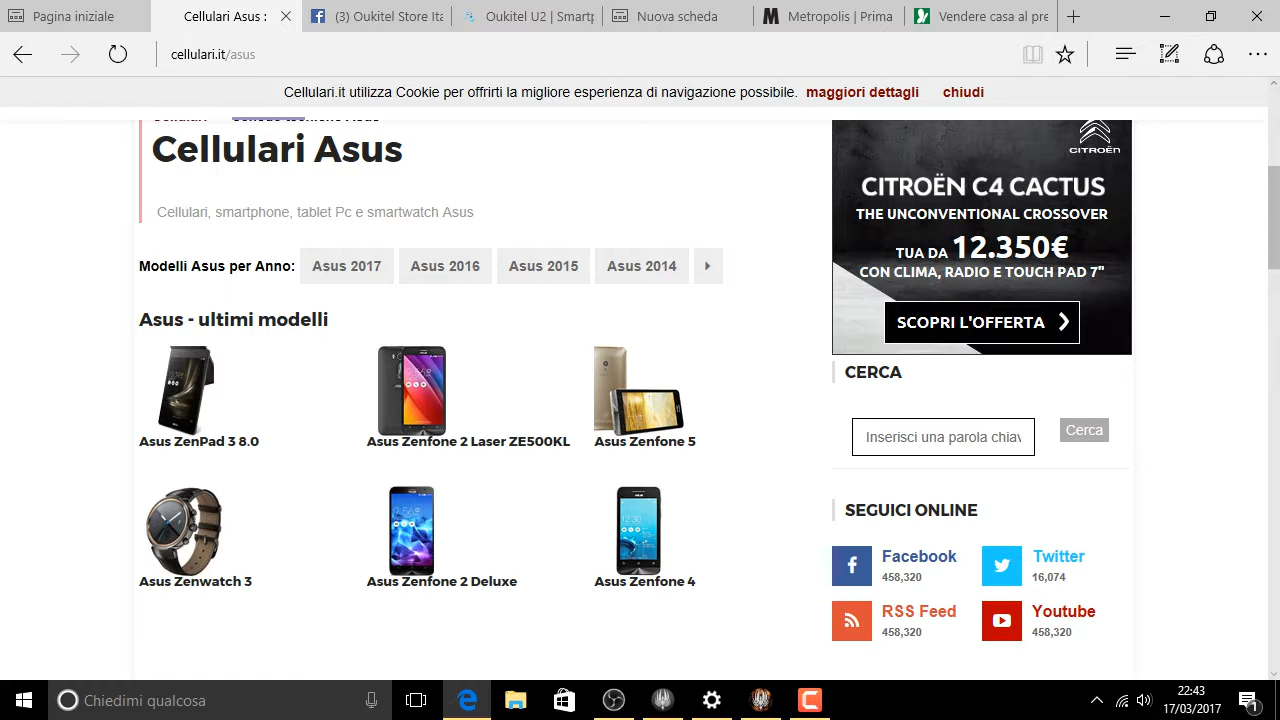 Pagina iniziale
Cellulari Asus :
(3) Oukitel Store Ita
Oukitel U2 | Smartp
Nuova scheda
Metropolis | Prima
Vendere casa al pre
cellulari.it/asus
Cellulari.it utilizza Cookie per offrirti la migliore esperienza di navigazione possibile. maggiori dettagli chiudi
Cellulari Asus
Cellulari, smartphone, tablet Pc e smartwatch Asus
Modelli Asus per Anno: Asus 2017 Asus 2016 Asus 2015 Asus 2014
Asus - ultimi modelli
Asus ZenPad 3 8.0
Asus Zenfone 2 Laser ZE500KL
Asus Zenfone 5
Asus Zenwatch 3
Asus Zenfone 2 Deluxe
Asus Zenfone 4
CITROËN
CITROËN C4 CACTUS
THE UNCONVENTIONAL CROSSOVER
TUA DA 12.350€
CON CLIMA, RADIO E TOUCH PAD 7"
SCOPRI L'OFFERTA
CERCA
Inserisci una parola chiav
Cerca
SEGUICI ONLINE
Facebook
458,320
Twitter
16,074
RSS Feed
458,320
Youtube
458,320
Chiedimi qualcosa
22:43
17/03/2017
1